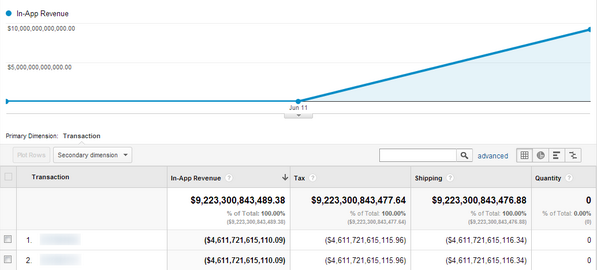 In-App Revenue
$10,000,000,000,000.00
$5,000,000,000,000.00
Jun 11
Primary Dimension: Transaction
Plot Rows Secondary dimension advanced
Transaction In-App Revenue Tax Shipping Quantity
$9,223,300,843,489.38 $9,223,300,843,477.64 $9,223,300,843,476.88 0
% of Total: 100.00% % of Total: 100.00% % of Total: 100.00% % of Total: 0.00%
($9,223,300,843,489.38) ($9,223,300,843,477.64) ($9,223,300,843,476.88) (0)
1. ($4,611,721,615,110.09) ($4,611,721,615,115.96) ($4,611,721,615,116.34) 0
2. ($4,611,721,615,110.09) ($4,611,721,615,115.96) ($4,611,721,615,116.34) 0